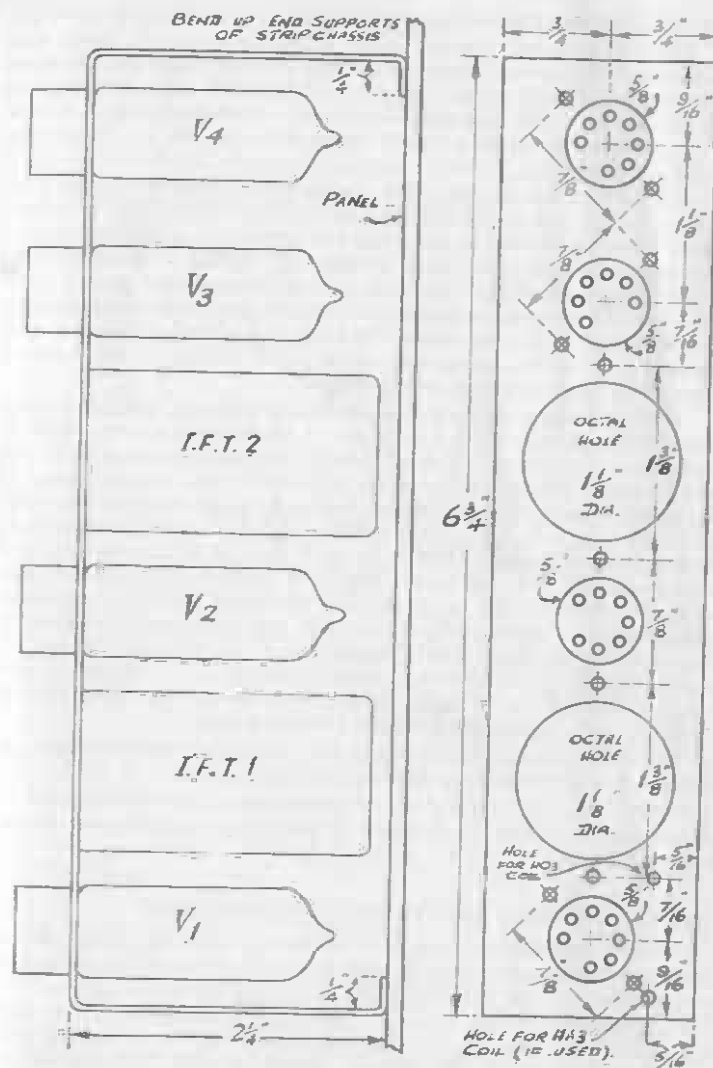 BEND UP END SUPPORTS
OF STRIP CHASSIS
1/4"
V4
PANEL
V3
I.F.T. 2
V2
I.F.T. 1
V1
1/4"
2 1/4"
3/4
3/4"
5/8"
9/16"
7/8
1 1/8"
7/8
5/8"
7/16"
OCTAL
HOLE
1 1/8"
DIA.
1 3/8"
6 3/4"
5/8"
7/8"
OCTAL
HOLE
1 1/8"
DIA.
1 3/8"
HOLE
FOR HO3
COIL
5/16"
5/8"
7/16"
7/8"
9/16"
HOLE FOR HA3
COIL (IF USED).
5/16"